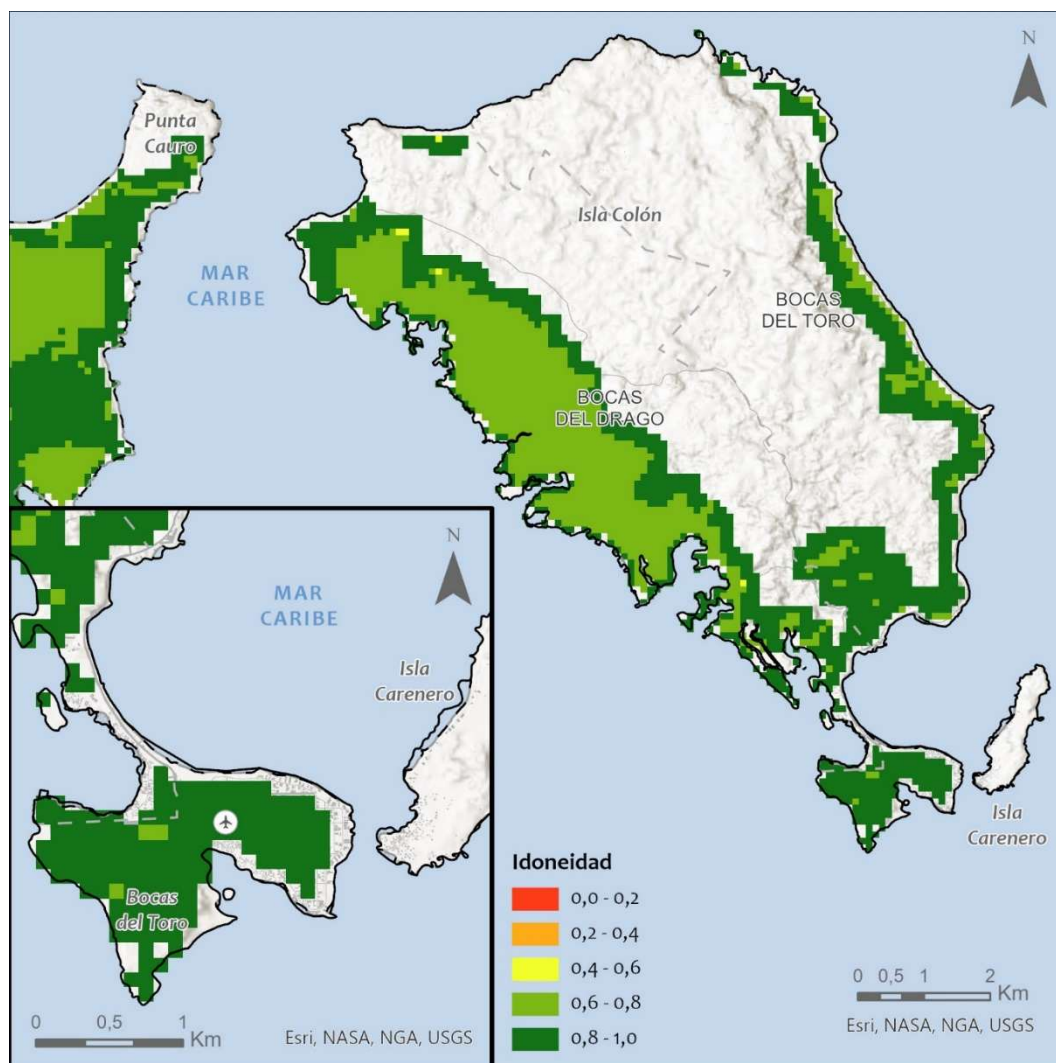 N
Punta
Cauro
MAR
CARIBE
Isla Colón
BOCAS
DEL TORO
BOCAS
DEL DRAGO
Isla
Carenero
0 0,5 1 2
Km
Esri, NASA, NGA, USGS
N
MAR
CARIBE
Isla
Carenero
Bocas
del Toro
0 0,5 1
Km
Esri, NASA, NGA, USGS
Idoneidad
0,0 - 0,2
0,2 - 0,4
0,4 - 0,6
0,6 - 0,8
0,8 - 1,0